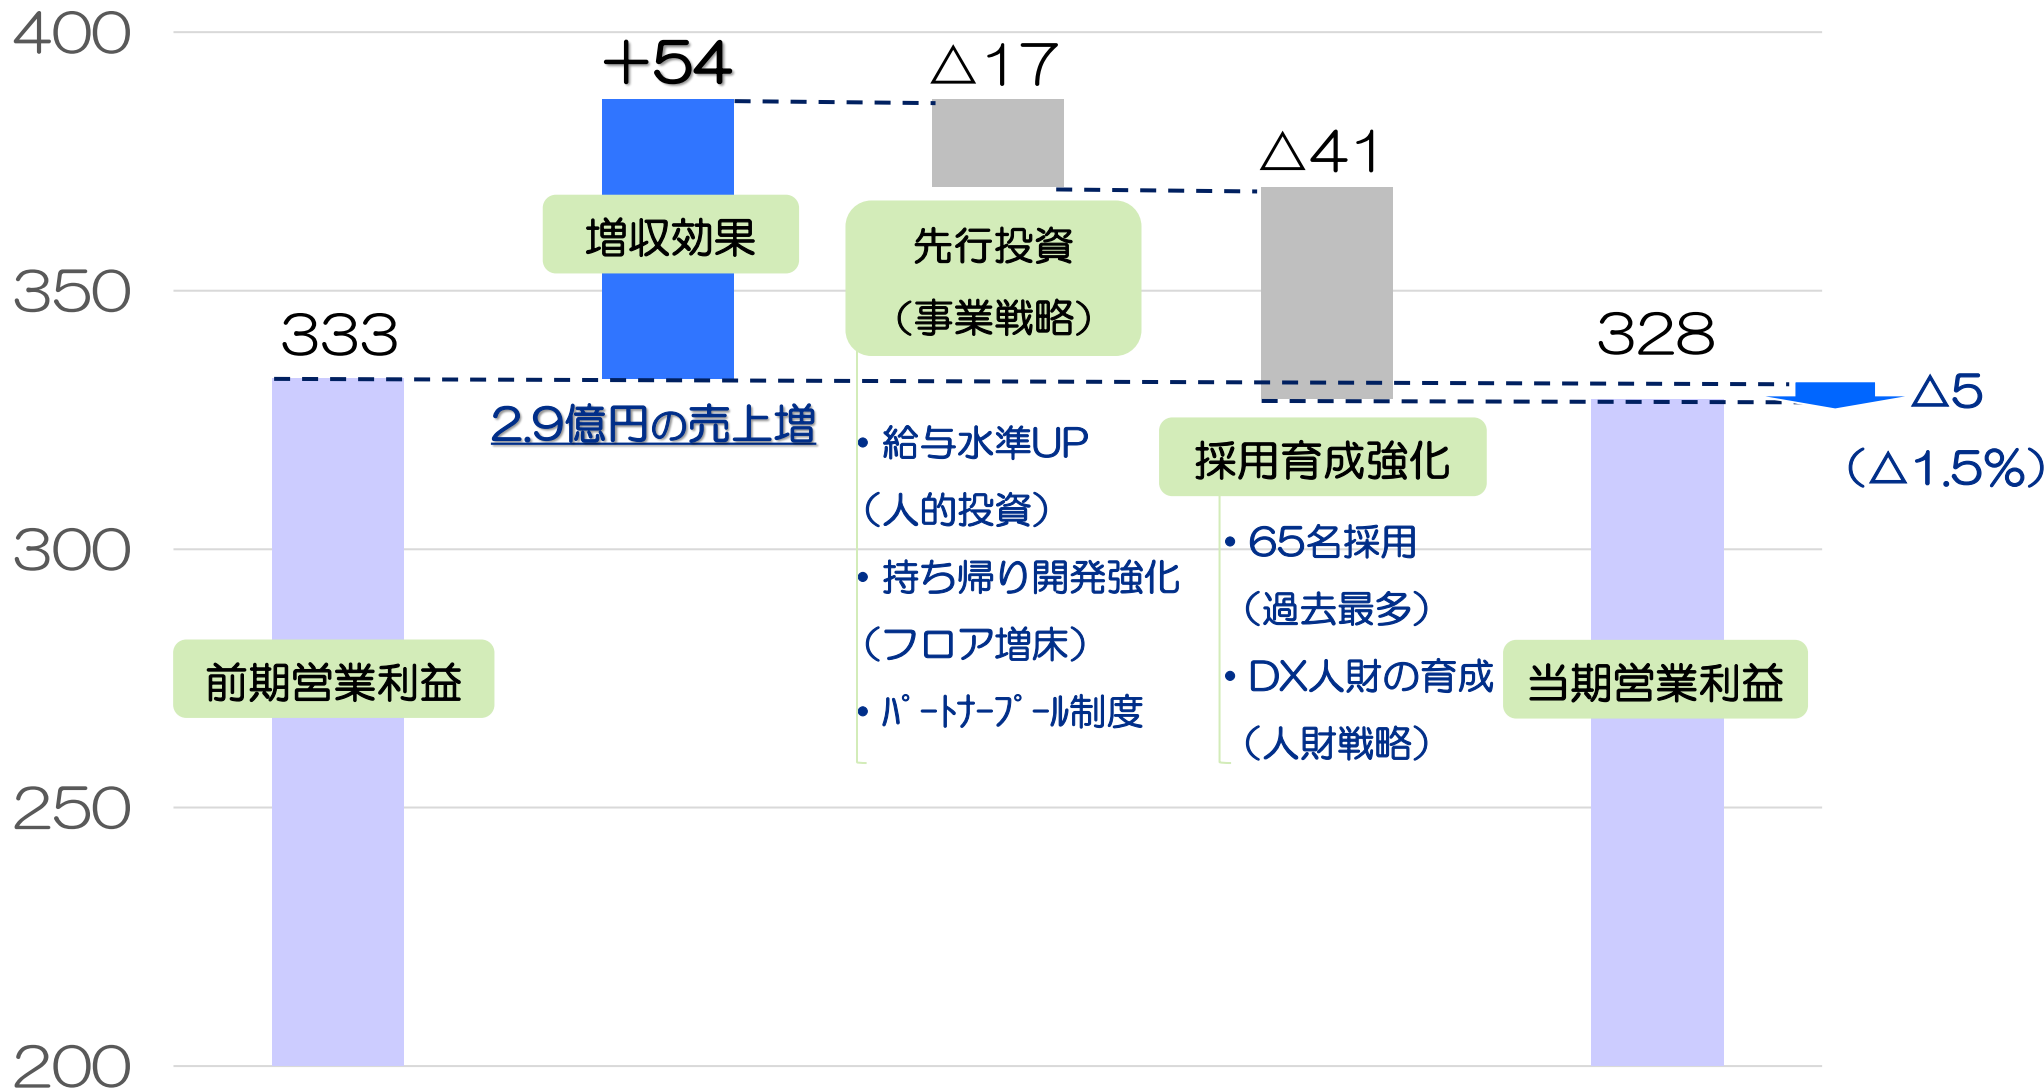 400
350
300
250
200
333
前期営業利益
＋54
増収効果
2.9億円の売上増
△17
先行投資
（事業戦略）
• 給与水準UP
（人的投資）
• 持ち帰り開発強化
（フロア増床）
• ﾊﾟｰﾄﾅｰﾌﾟｰﾙ制度
△41
採用育成強化
• 65名採用
（過去最多）
• DX人財の育成
（人財戦略）
328
当期営業利益
△5
（△1.5%）